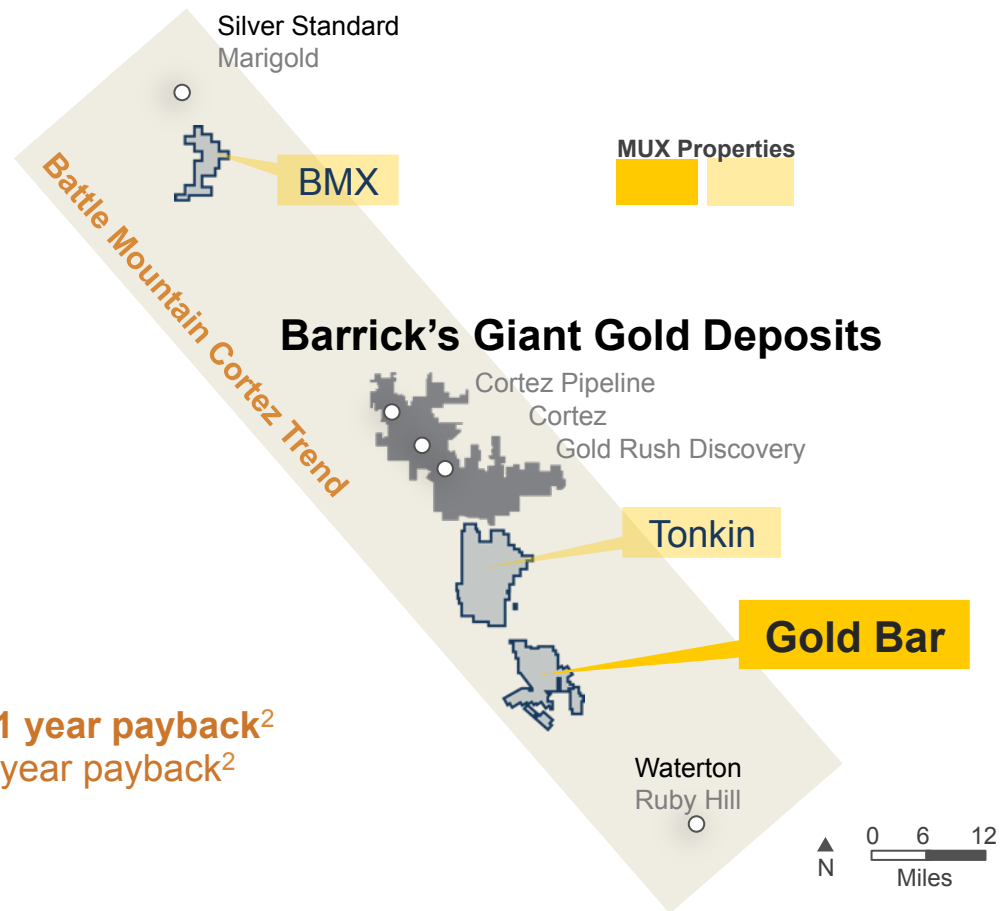 Silver Standard
Marigold
BMX
MUX Properties
Battle Mountain Cortez Trend
Barrick’s Giant Gold Deposits
Cortez Pipeline
Cortez
Gold Rush Discovery
Tonkin
Gold Bar
1 year payback²
year payback²
Waterton
Ruby Hill
N
0 6 12
Miles